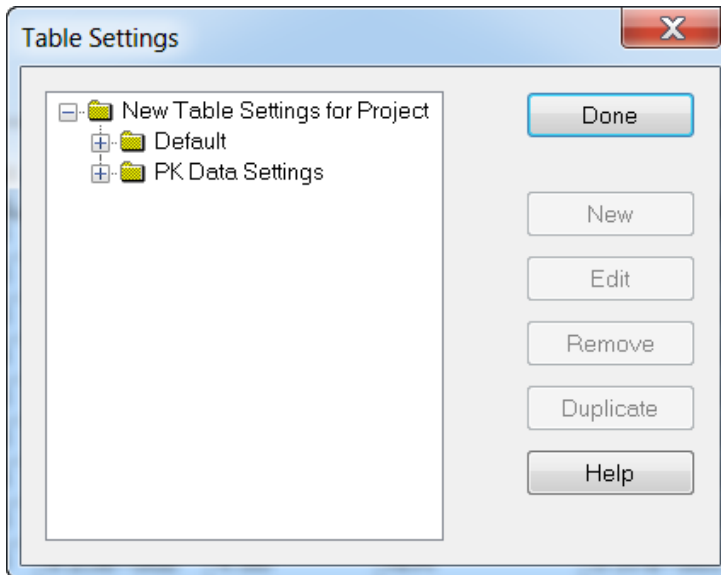 Table Settings
New Table Settings for Project
Default
PK Data Settings
Done
New
Edit
Remove
Duplicate
Help